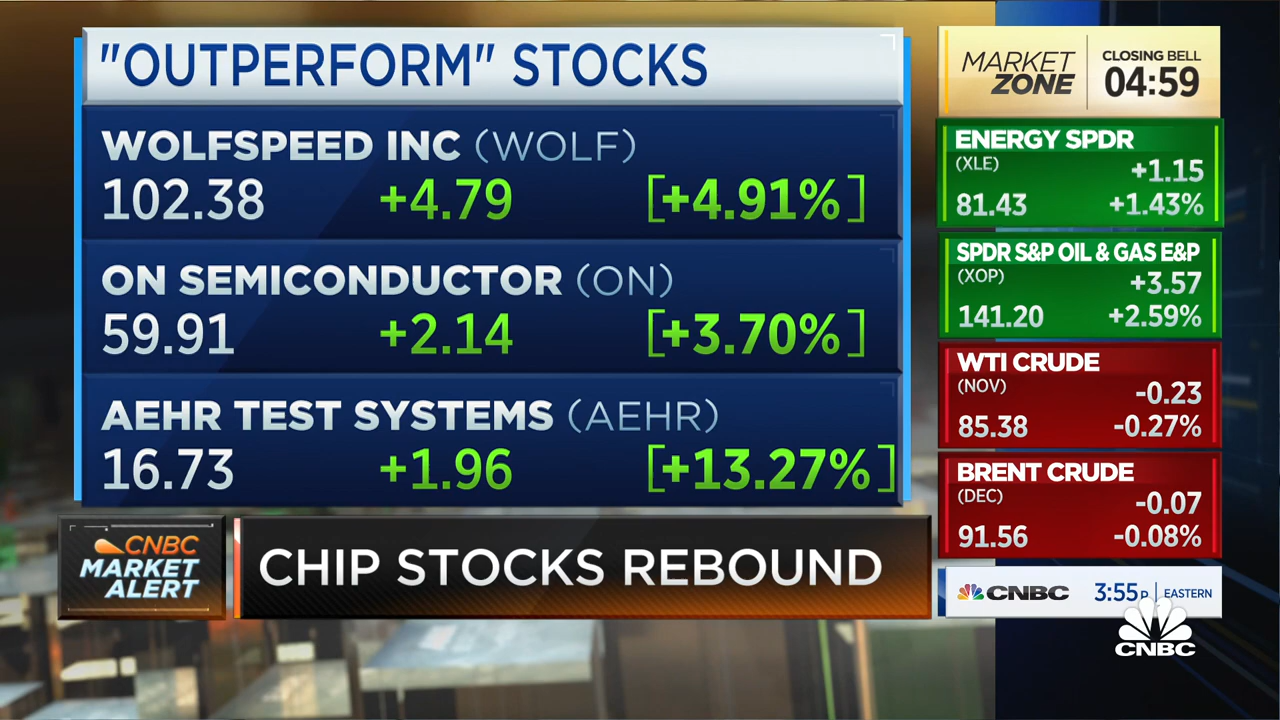 "OUTPERFORM" STOCKS
WOLFSPEED INC (WOLF)
102.38 +4.79 [+4.91%]
ON SEMICONDUCTOR (ON)
59.91 +2.14 [+3.70%]
AEHR TEST SYSTEMS (AEHR)
16.73 +1.96 [+13.27%]
CNBC
MARKET
ALERT
CHIP STOCKS REBOUND
MARKET
ZONE
CLOSING BELL
04:59
ENERGY SPDR
(XLE) +1.15
81.43 +1.43%
SPDR S&P OIL & GAS E&P
(XOP) +3.57
141.20 +2.59%
WTI CRUDE
(NOV) -0.23
85.38 -0.27%
BRENT CRUDE
(DEC) -0.07
91.56 -0.08%
CNBC 3:55P EASTERN
CNBC